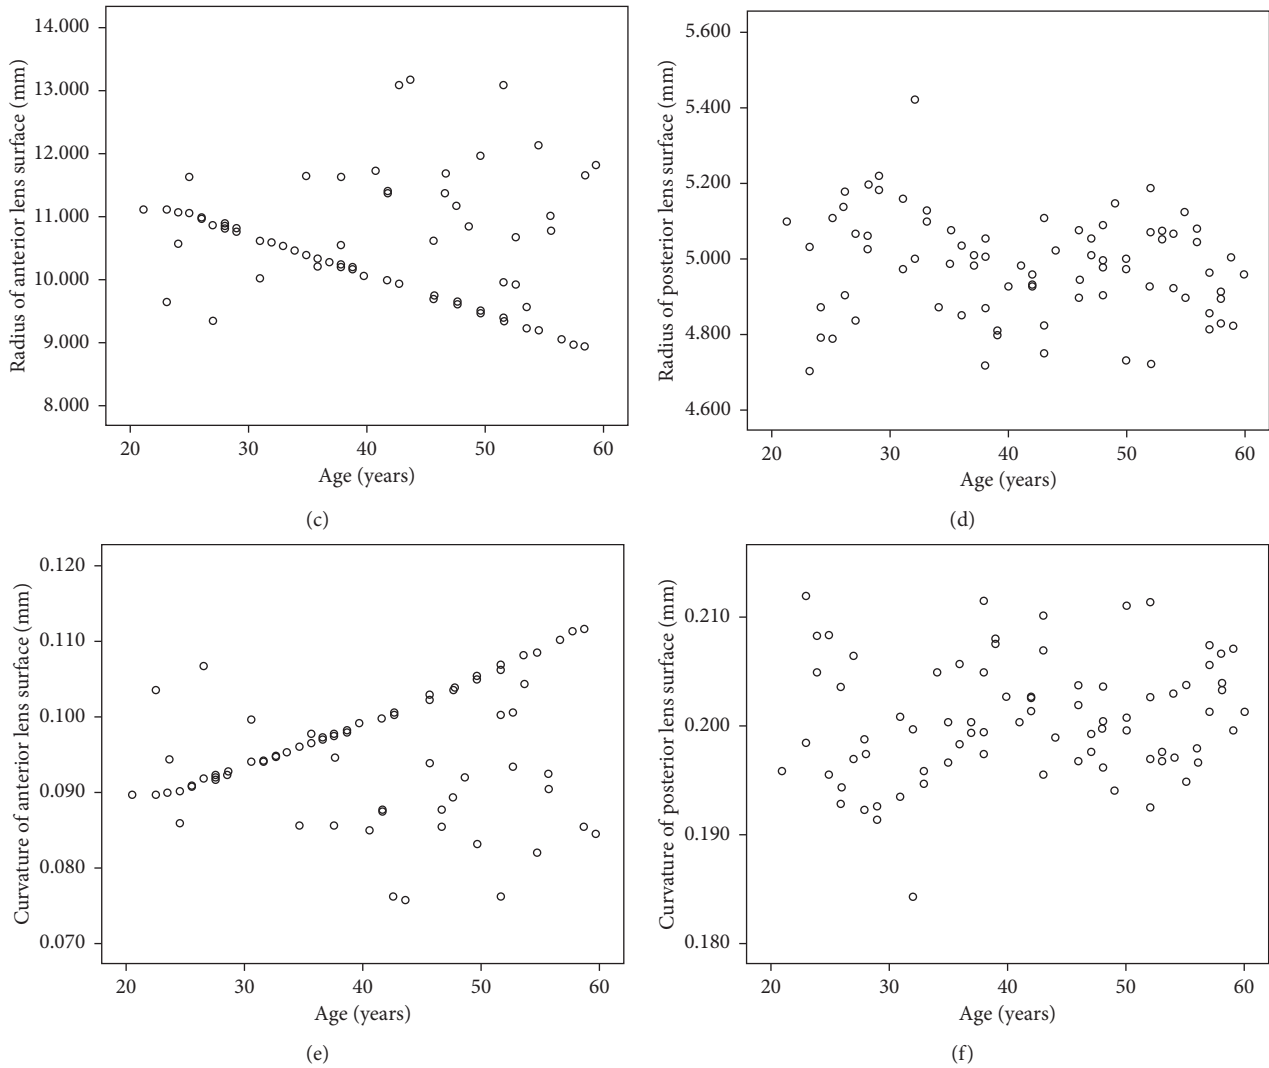 Radius of anterior lens surface (mm)
14.000
13.000
12.000
11.000
10.000
9.000
8.000
20 30 40 50 60
Age (years)
(c)
Radius of posterior lens surface (mm)
5.600
5.400
5.200
5.000
4.800
4.600
20 30 40 50 60
Age (years)
(d)
Curvature of anterior lens surface (mm)
0.120
0.110
0.100
0.090
0.080
0.070
20 30 40 50 60
Age (years)
(e)
Curvature of posterior lens surface (mm)
0.210
0.200
0.190
0.180
20 30 40 50 60
Age (years)
(f)